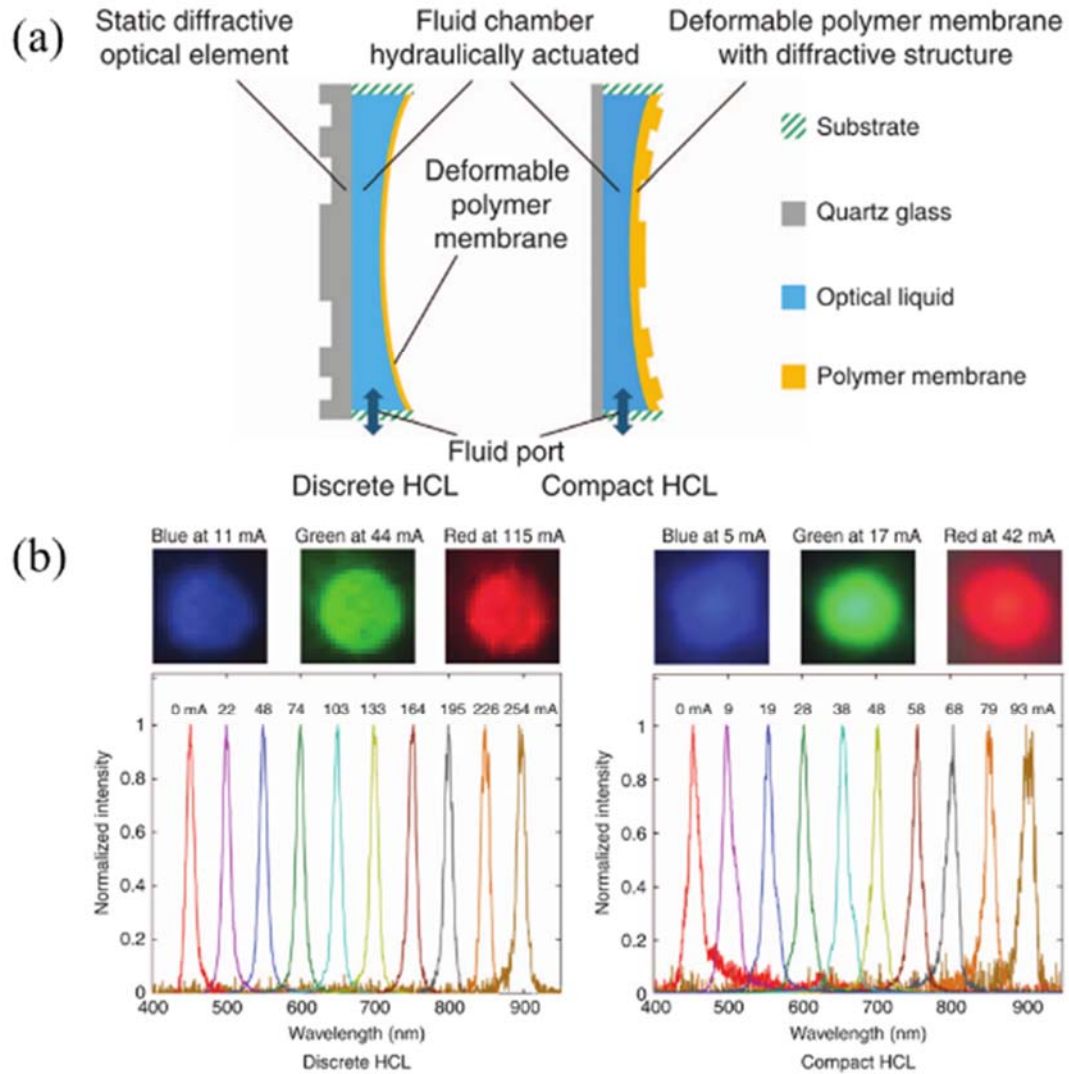 (a)
Static diffractive
optical element
Fluid chamber
hydraulically actuated
Deformable polymer membrane
with diffractive structure
Deformable
polymer
membrane
Substrate
Quartz glass
Optical liquid
Polymer membrane
Fluid port
Discrete HCL
Compact HCL
(b)
Blue at 11 mA
Green at 44 mA
Red at 115 mA
Blue at 5 mA
Green at 17 mA
Red at 42 mA
0 mA 22 48 74 103 133 164 195 226 254 mA
Normalized intensity
1
0.8
0.6
0.4
0.2
0
400 500 600 700 800 900
Wavelength (nm)
Discrete HCL
0 mA 9 19 28 38 48 58 68 79 93 mA
Normalized intensity
1
0.8
0.6
0.4
0.2
0
400 500 600 700 800 900
Wavelength (nm)
Compact HCL